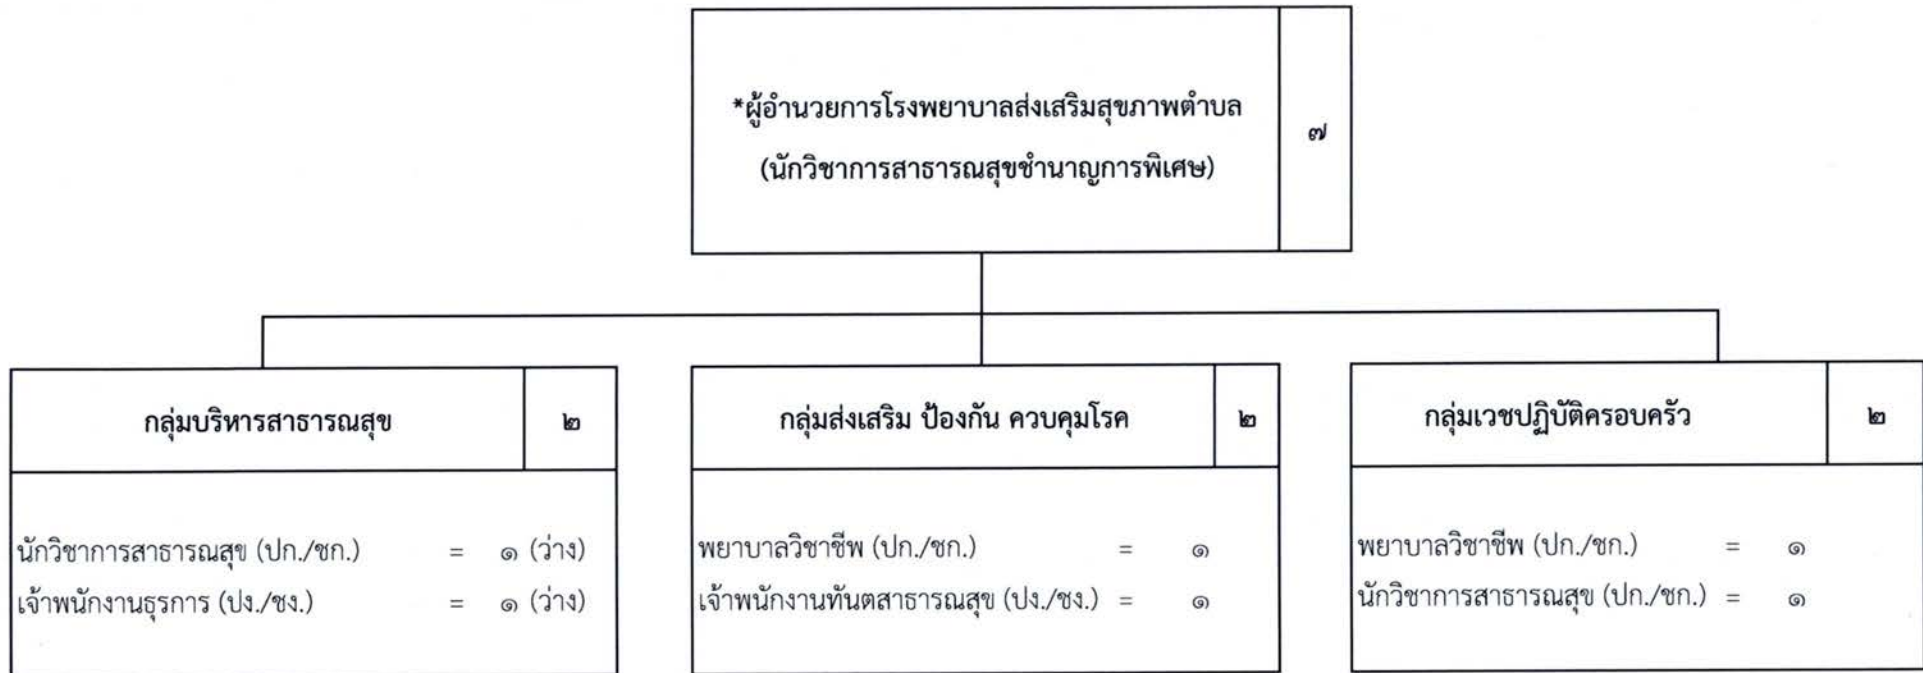 *ผู้อำนวยการโรงพยาบาลส่งเสริมสุขภาพตำบล
(นักวิชาการสาธารณสุขชำนาญการพิเศษ)
๗
กลุ่มบริหารสาธารณสุข ๒
นักวิชาการสาธารณสุข (ปก./ชก.) = ๑ (ว่าง)
เจ้าพนักงานธุรการ (ปง./ชง.) = ๑ (ว่าง)
กลุ่มส่งเสริม ป้องกัน ควบคุมโรค ๒
พยาบาลวิชาชีพ (ปก./ชก.) = ๑
เจ้าพนักงานทันตสาธารณสุข (ปง./ชง.) = ๑
กลุ่มเวชปฏิบัติครอบครัว ๒
พยาบาลวิชาชีพ (ปก./ชก.) = ๑
นักวิชาการสาธารณสุข (ปก./ชก.) = ๑